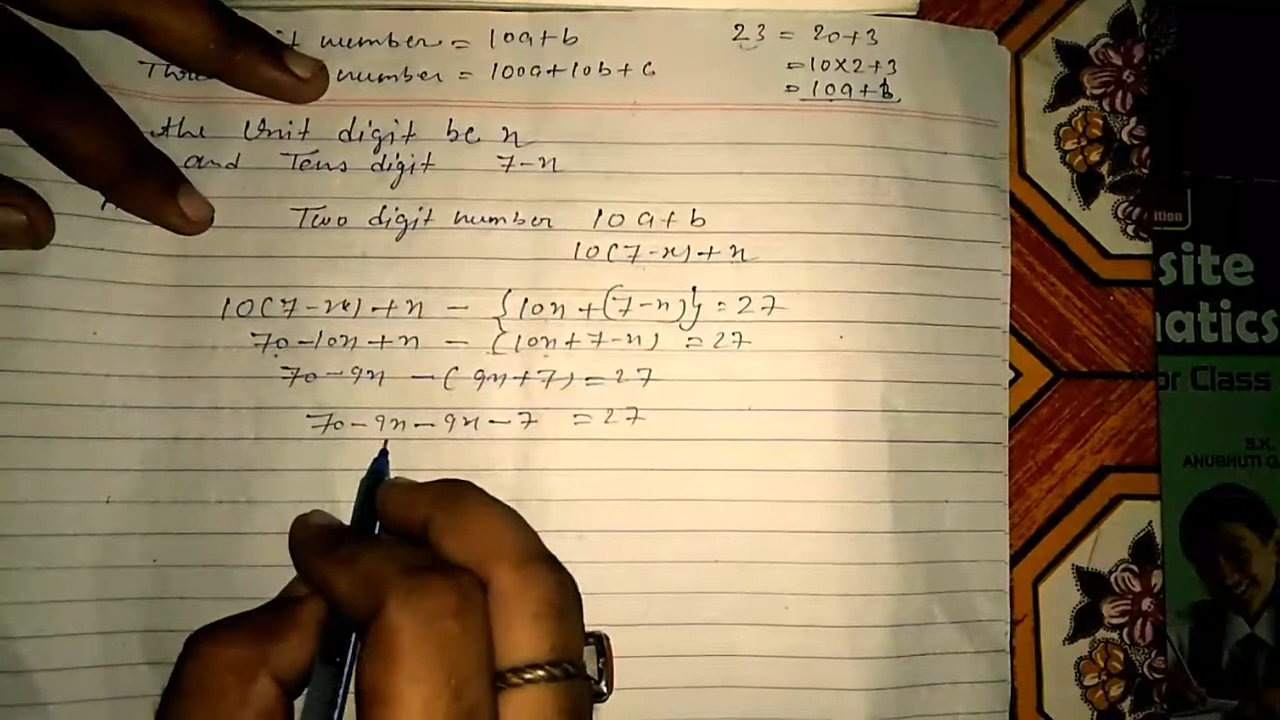 number = 10a+b
number = 100a+10b+c
23 = 20+3
=10×2+3
= 10a+b
the Unit digit be x
and Tens digit 7-x
Two digit number 10a+b
10(7-x)+x
10(7-x)+x - {10x+(7-x)} = 27
70-10x+x - (10x+7-x) = 27
70-9x -(9x+7)=27
70-9x-9x-7 =27
ition
site
atics
or Class
S.K.
ANUBHUTI G